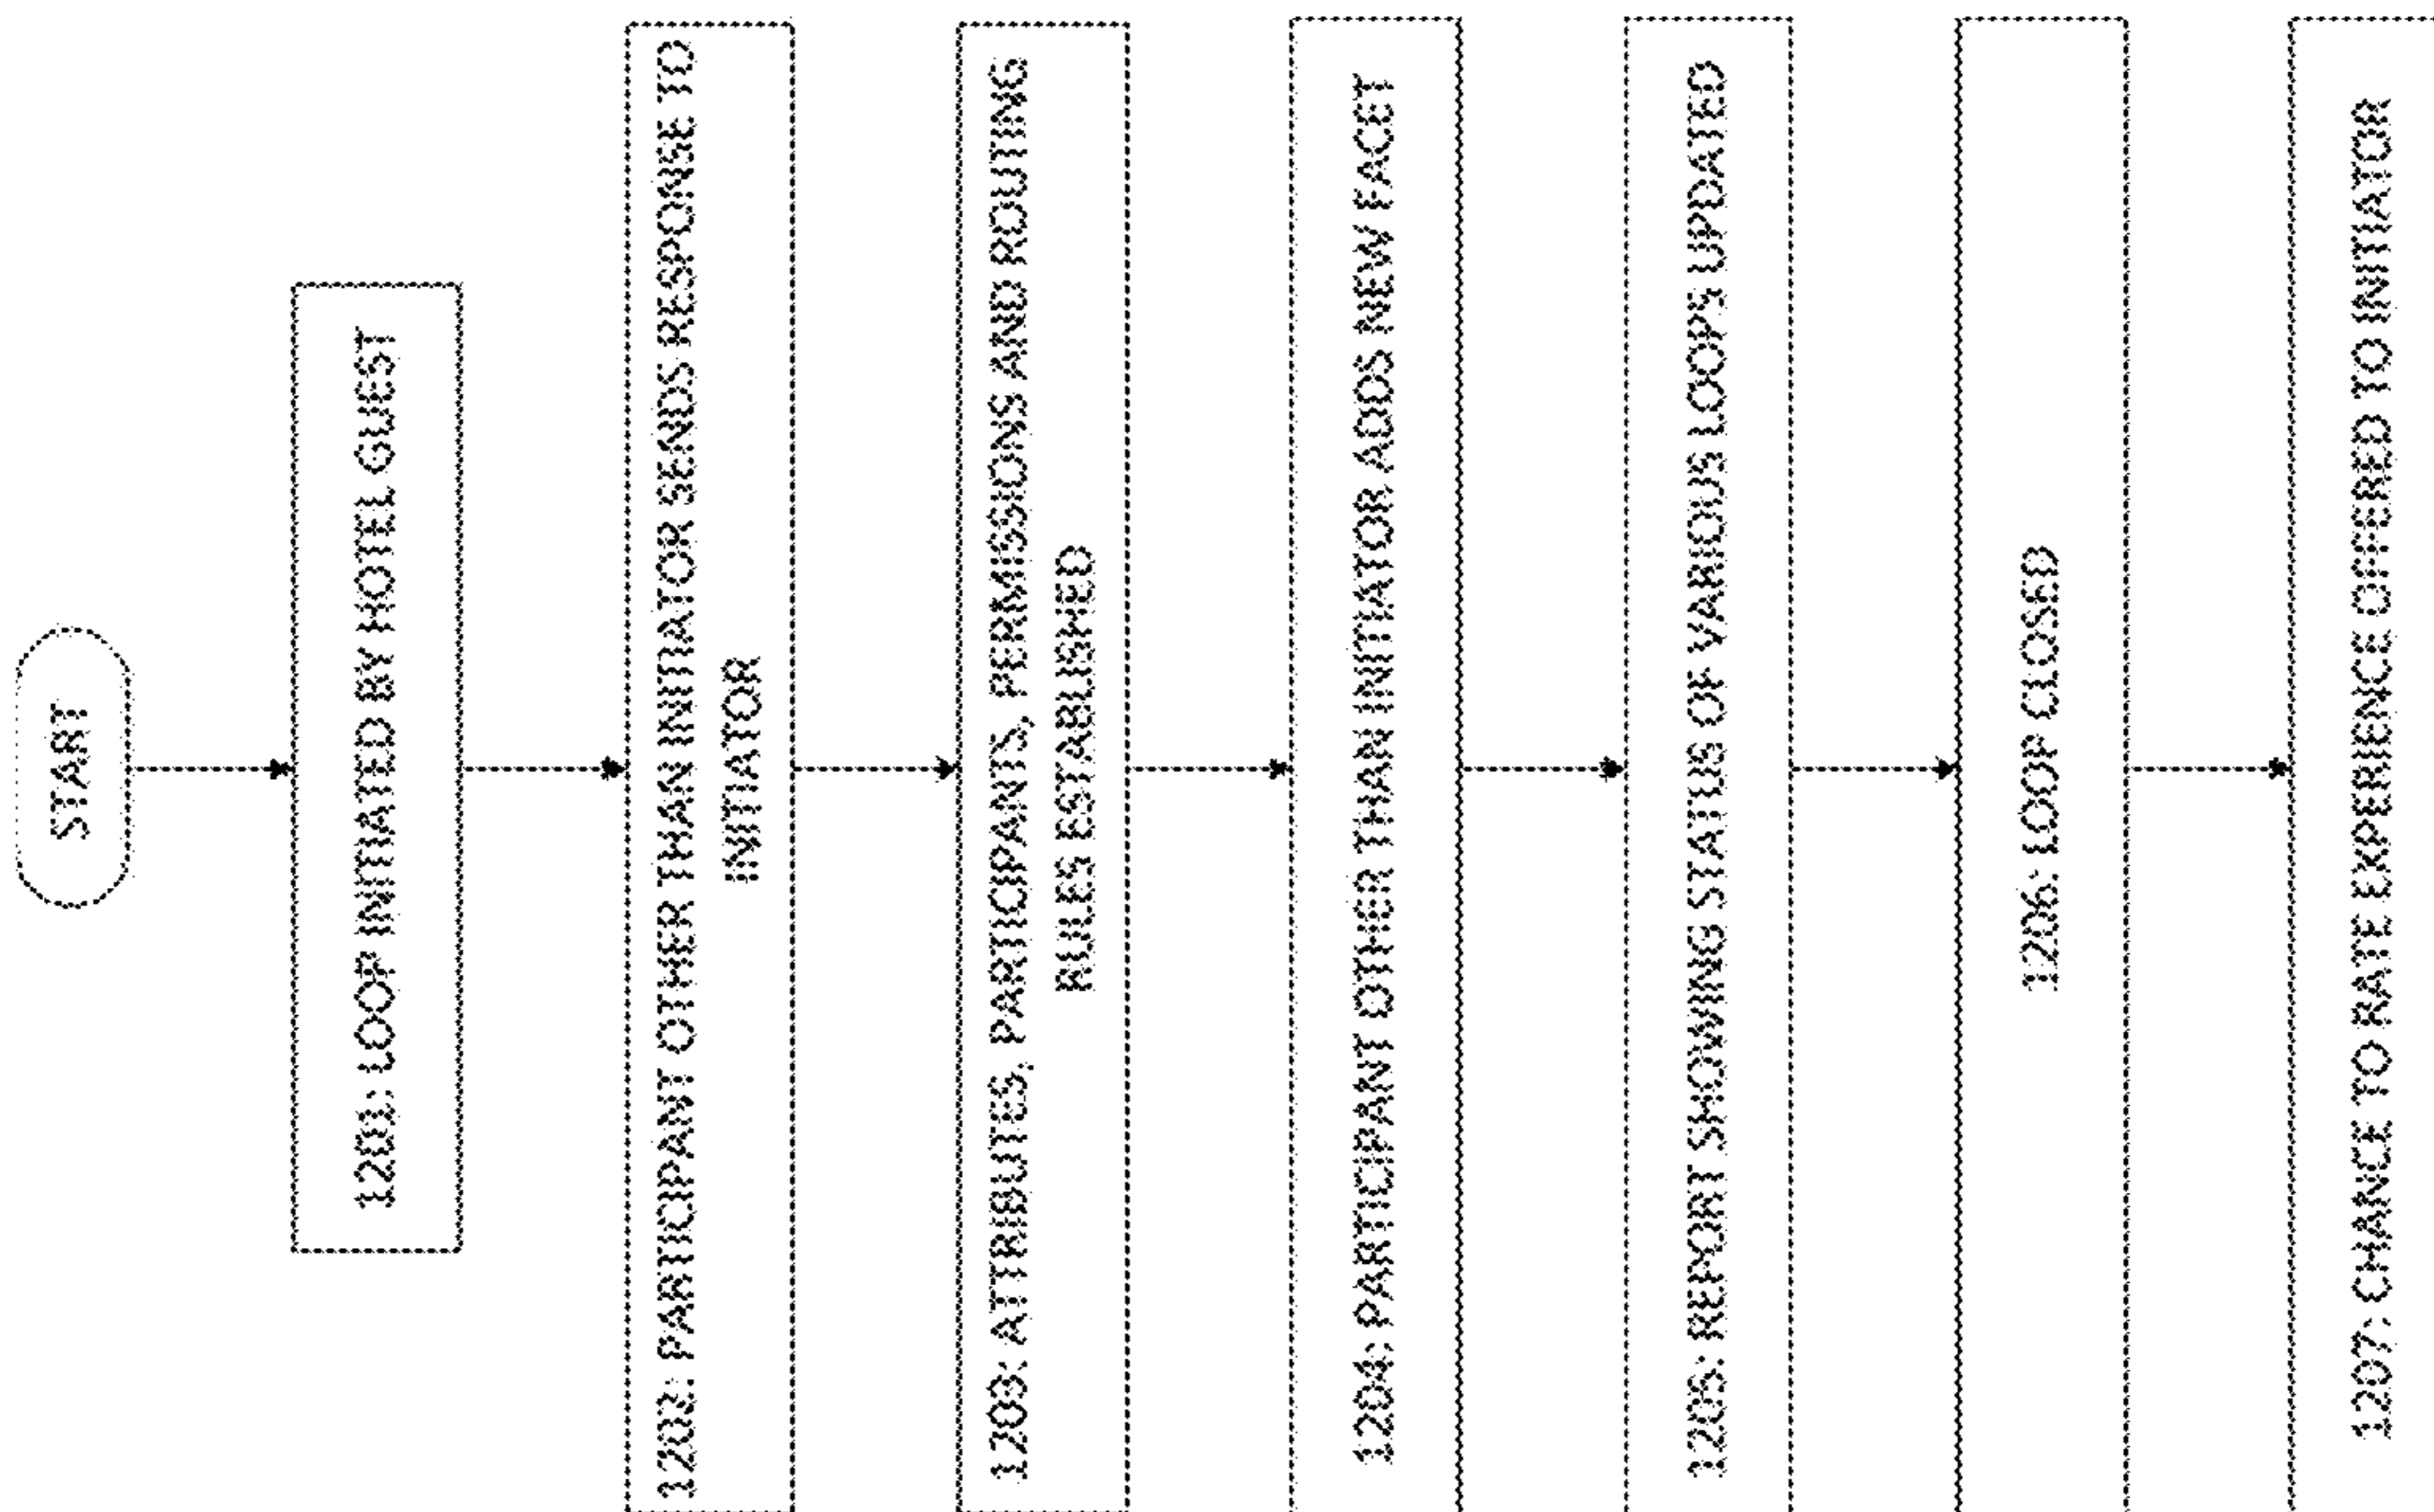 START
1201: LOOP INITIATED BY HOTEL GUEST
1202: PARTICIPANT OTHER THAN INITIATOR SENDS RESPONSE TO
INITIATOR
1203: ATTRIBUTES, PARTICIPANTS, PERMISSIONS AND ROUTING
RULES ESTABLISHED
1204: PARTICIPANT OTHER THAN INITIATOR ADDS NEW FACET
1205: REPORT SHOWING STATUS OF VARIOUS LOOPS UPDATED
1206: LOOP CLOSED
1207: CHANCE TO RATE EXPERIENCE OFFERED TO INITIATOR